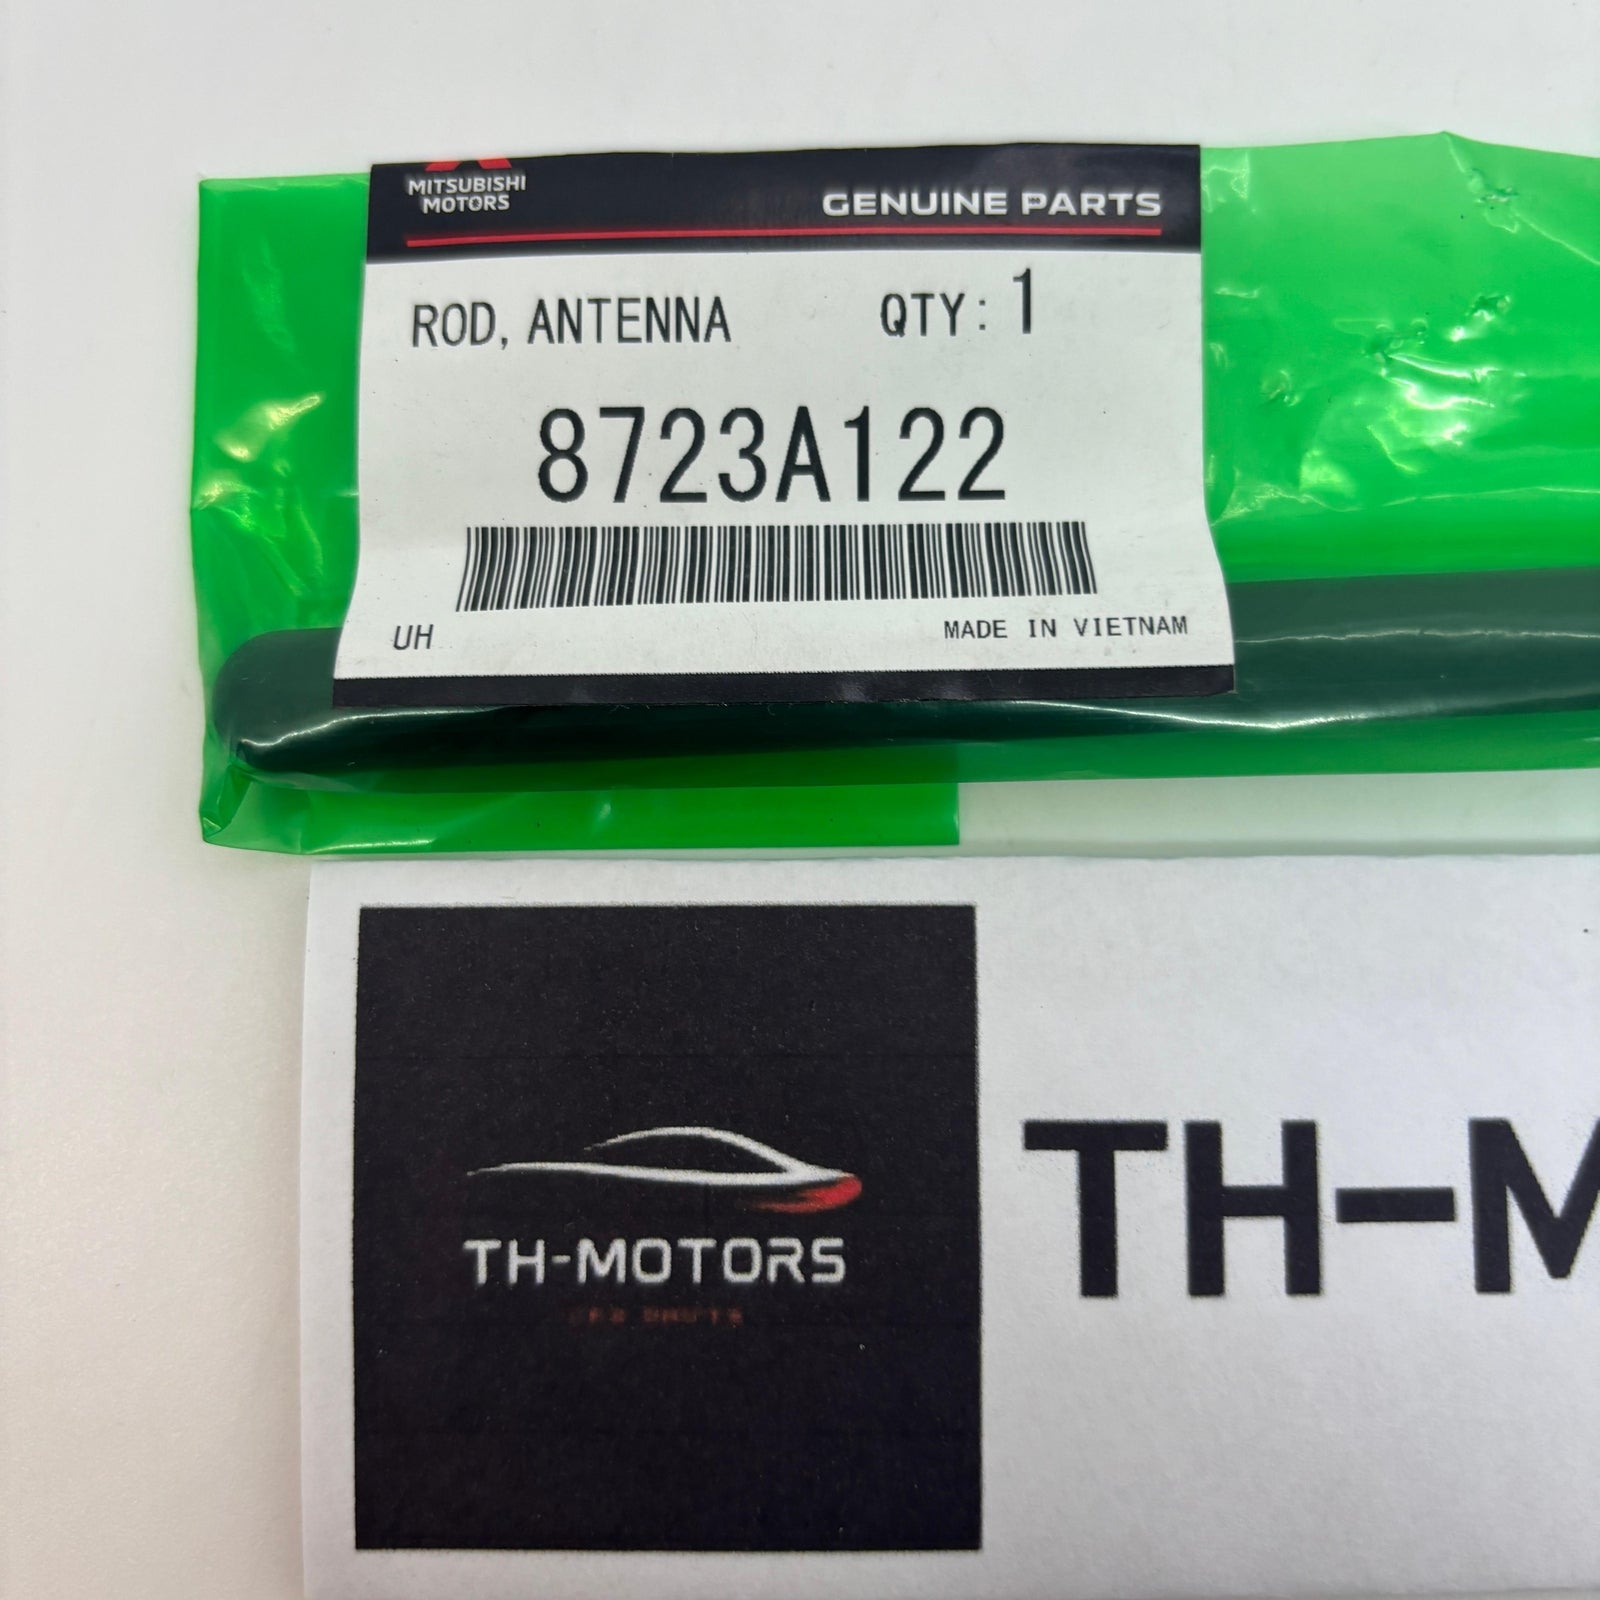 MITSUBISHI
MOTORS
GENUINE PARTS
ROD, ANTENNA QTY: 1
8723A122
UH MADE IN VIETNAM
TH-MOTORS
TH-M